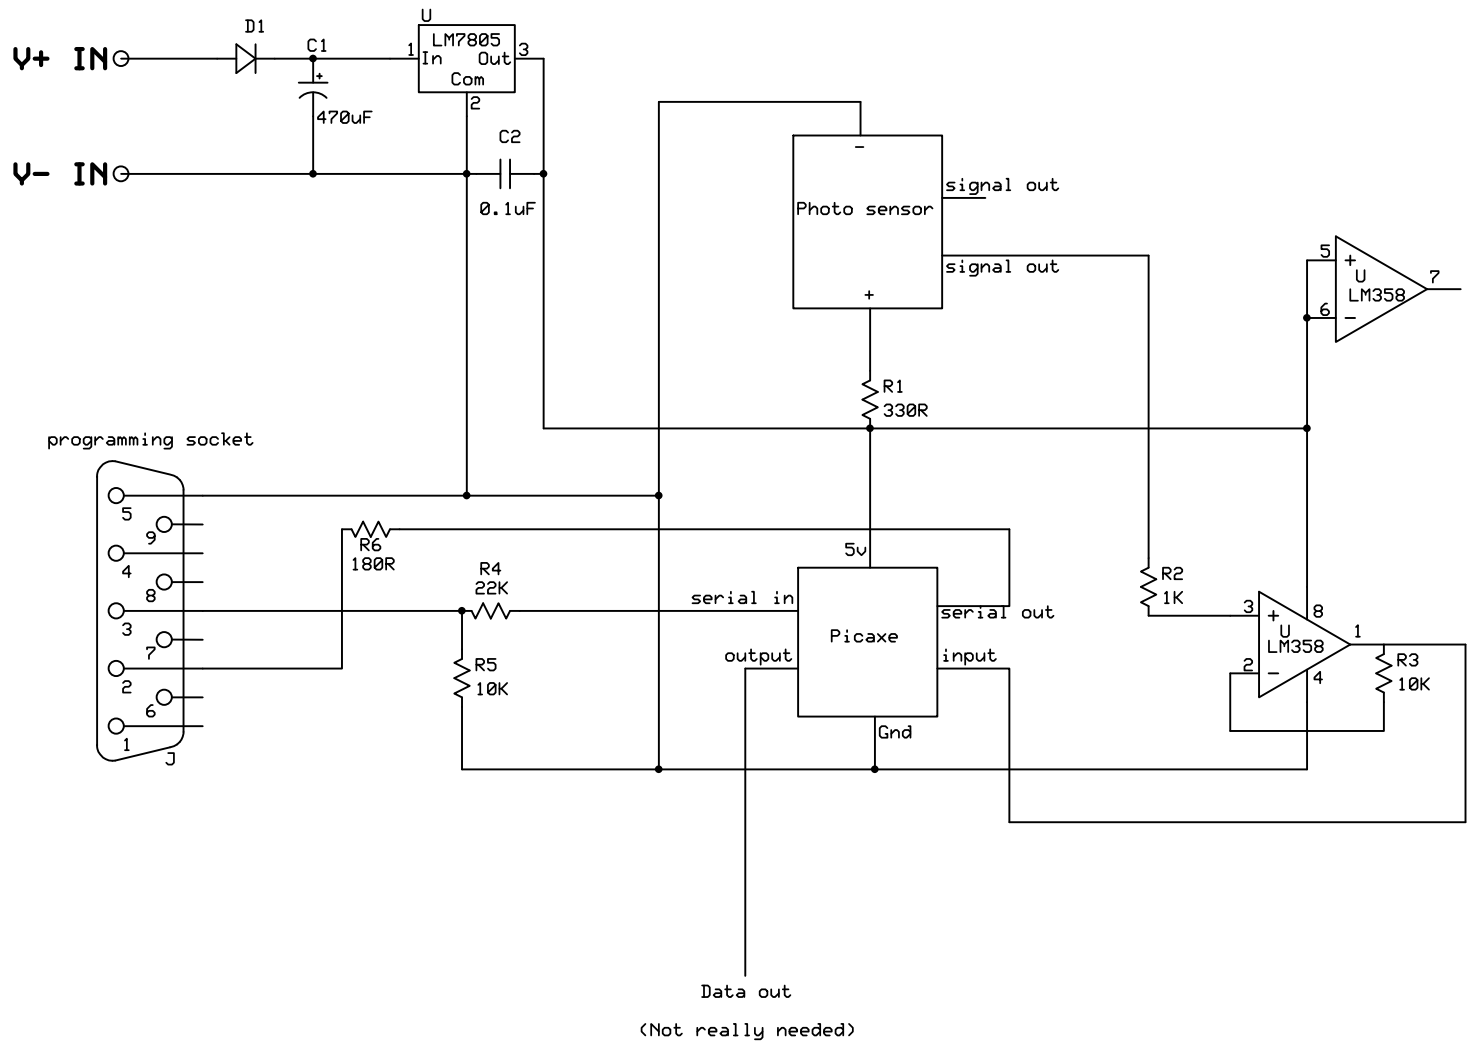 V+ IN
D1
C1
+
470uF
U
LM7805
1 In Out 3
Com
2
V- IN
C2
0.1uF
-
Photo sensor
signal out
signal out
+
5 +
U
LM358
7
6 -
R1
330R
programming socket
5
9
4
8
3
7
2
6
1
J
R6
180R
R4
22K
R5
10K
5v
serial in
serial out
Picaxe
output
input
Gnd
R2
1K
3 +
8
U
LM358
1
2 -
4
R3
10K
Data out
(Not really needed)